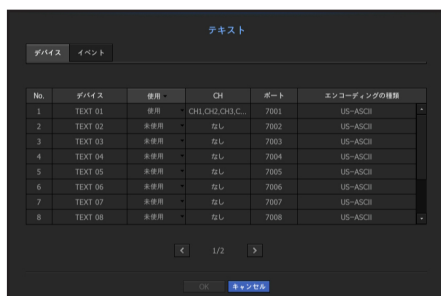 テキスト
デバイス イベント
No. デバイス 使用 CH ポート エンコーディングの種類
1 TEXT 01 使用 CH1,CH2,CH3,C... 7001 US-ASCII
2 TEXT 02 未使用 なし 7002 US-ASCII
3 TEXT 03 未使用 なし 7003 US-ASCII
4 TEXT 04 未使用 なし 7004 US-ASCII
5 TEXT 05 未使用 なし 7005 US-ASCII
6 TEXT 06 未使用 なし 7006 US-ASCII
7 TEXT 07 未使用 なし 7007 US-ASCII
8 TEXT 08 未使用 なし 7008 US-ASCII
< 1/2 >
OK キャンセル